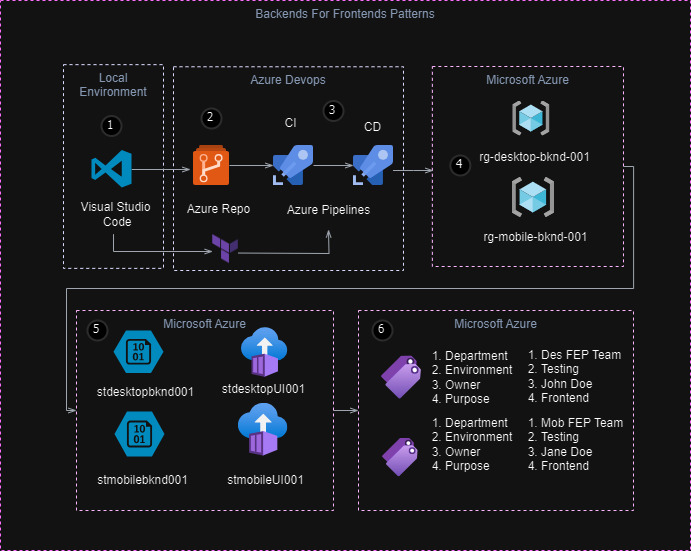 Backends For Frontends Patterns
Local
Environment
1
Visual Studio
Code
Azure Devops
2
3
CI
CD
Azure Repo
Azure Pipelines
Microsoft Azure
4
rg-desktop-bknd-001
rg-mobile-bknd-001
5
Microsoft Azure
10
01
stdesktopbknd001
stdesktopUI001
10
01
stmobilebknd001
stmobileUI001
6
Microsoft Azure
1. Department
2. Environment
3. Owner
4. Purpose
1. Des FEP Team
2. Testing
3. John Doe
4. Frontend
1. Department
2. Environment
3. Owner
4. Purpose
1. Mob FEP Team
2. Testing
3. Jane Doe
4. Frontend